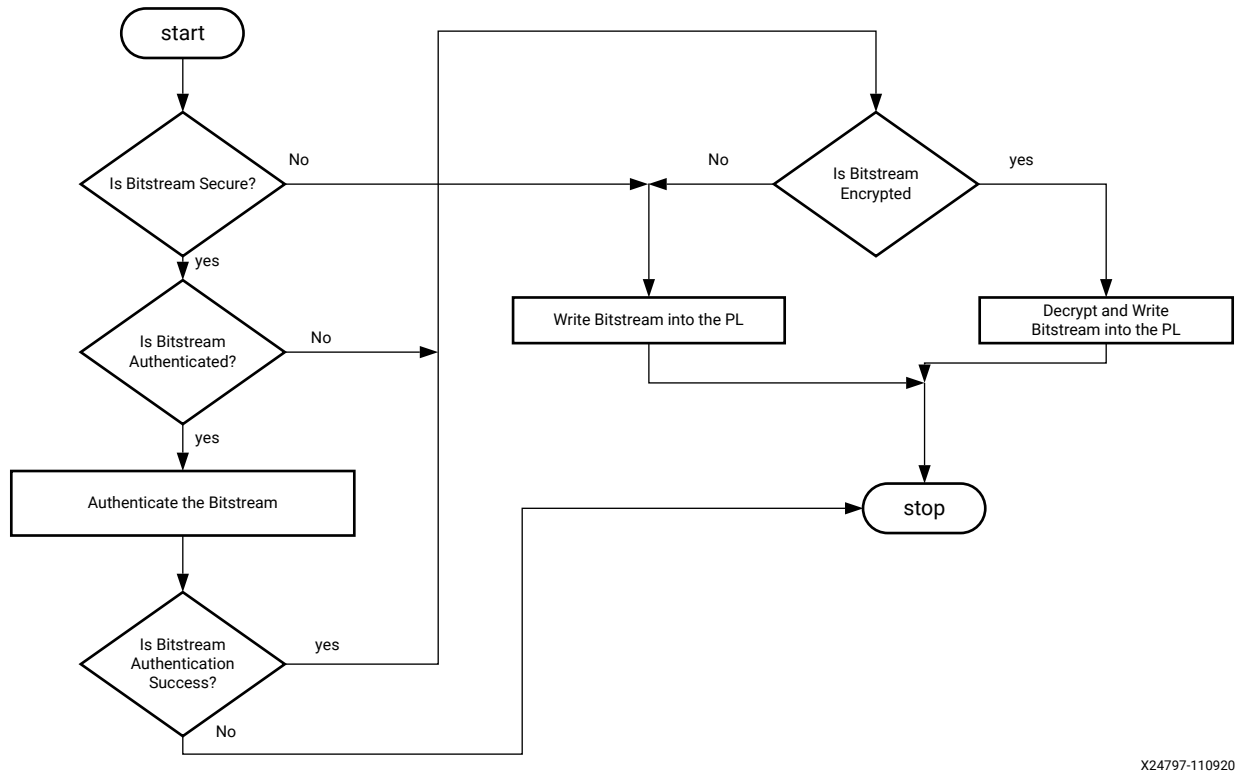 start
Is Bitstream Secure?
No
yes
Is Bitstream
Authenticated?
No
yes
Authenticate the Bitstream
Is Bitstream
Authentication
Success?
yes
No
Is Bitstream
Encrypted
No
yes
Write Bitstream into the PL
Decrypt and Write
Bitstream into the PL
stop
X24797-110920